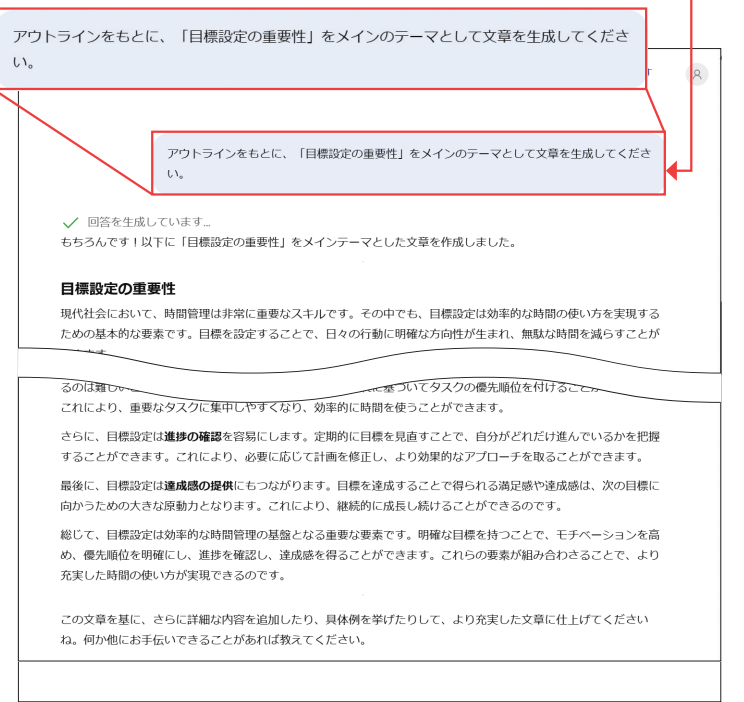 アウトラインをもとに、「目標設定の重要性」をメインのテーマとして文章を生成してくださ
い。
アウトラインをもとに、「目標設定の重要性」をメインのテーマとして文章を生成してくださ
い。
回答を生成しています...
もちろんです！以下に「目標設定の重要性」をメインテーマとした文章を作成しました。
目標設定の重要性
現代社会において、時間管理は非常に重要なスキルです。その中でも、目標設定は効率的な時間の使い方を実現する
ための基本的な要素です。目標を設定することで、日々の行動に明確な方向性が生まれ、無駄な時間を減らすことが
るのは難しい
に基づいてタスクの優先順位を付けること
これにより、重要なタスクに集中しやすくなり、効率的に時間を使うことができます。
さらに、目標設定は進捗の確認を容易にします。定期的に目標を見直すことで、自分がどれだけ進んでいるかを把握
することができます。これにより、必要に応じて計画を修正し、より効果的なアプローチを取ることができます。
最後に、目標設定は達成感の提供にもつながります。目標を達成することで得られる満足感や達成感は、次の目標に
向かうための大きな原動力となります。これにより、継続的に成長し続けることができるのです。
総じて、目標設定は効率的な時間管理の基盤となる重要な要素です。明確な目標を持つことで、モチベーションを高
め、優先順位を明確にし、進捗を確認し、達成感を得ることができます。これらの要素が組み合わさることで、より
充実した時間の使い方が実現できるのです。
この文章を基に、さらに詳細な内容を追加したり、具体例を挙げたりして、より充実した文章に仕上げてください
ね。何か他にお手伝いできることがあれば教えてください。